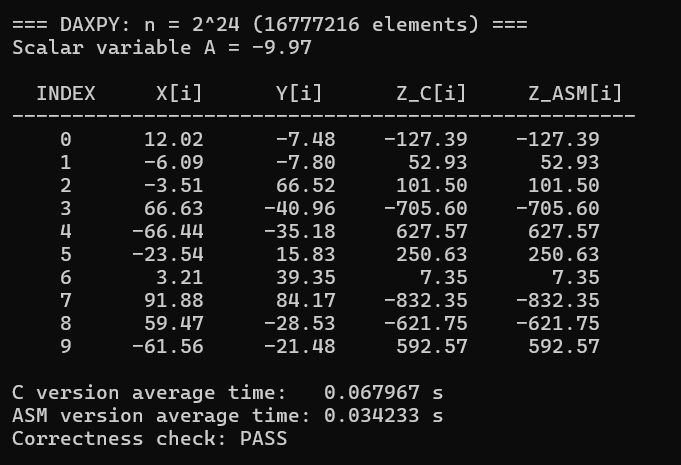 === DAXPY: n = 2^24 (16777216 elements) ===
Scalar variable A = -9.97
INDEX X[i] Y[i] Z_C[i] Z_ASM[i]
----------------------------------------------------
0 12.02 -7.48 -127.39 -127.39
1 -6.09 -7.80 52.93 52.93
2 -3.51 66.52 101.50 101.50
3 66.63 -40.96 -705.60 -705.60
4 -66.44 -35.18 627.57 627.57
5 -23.54 15.83 250.63 250.63
6 3.21 39.35 7.35 7.35
7 91.88 84.17 -832.35 -832.35
8 59.47 -28.53 -621.75 -621.75
9 -61.56 -21.48 592.57 592.57
C version average time: 0.067967 s
ASM version average time: 0.034233 s
Correctness check: PASS